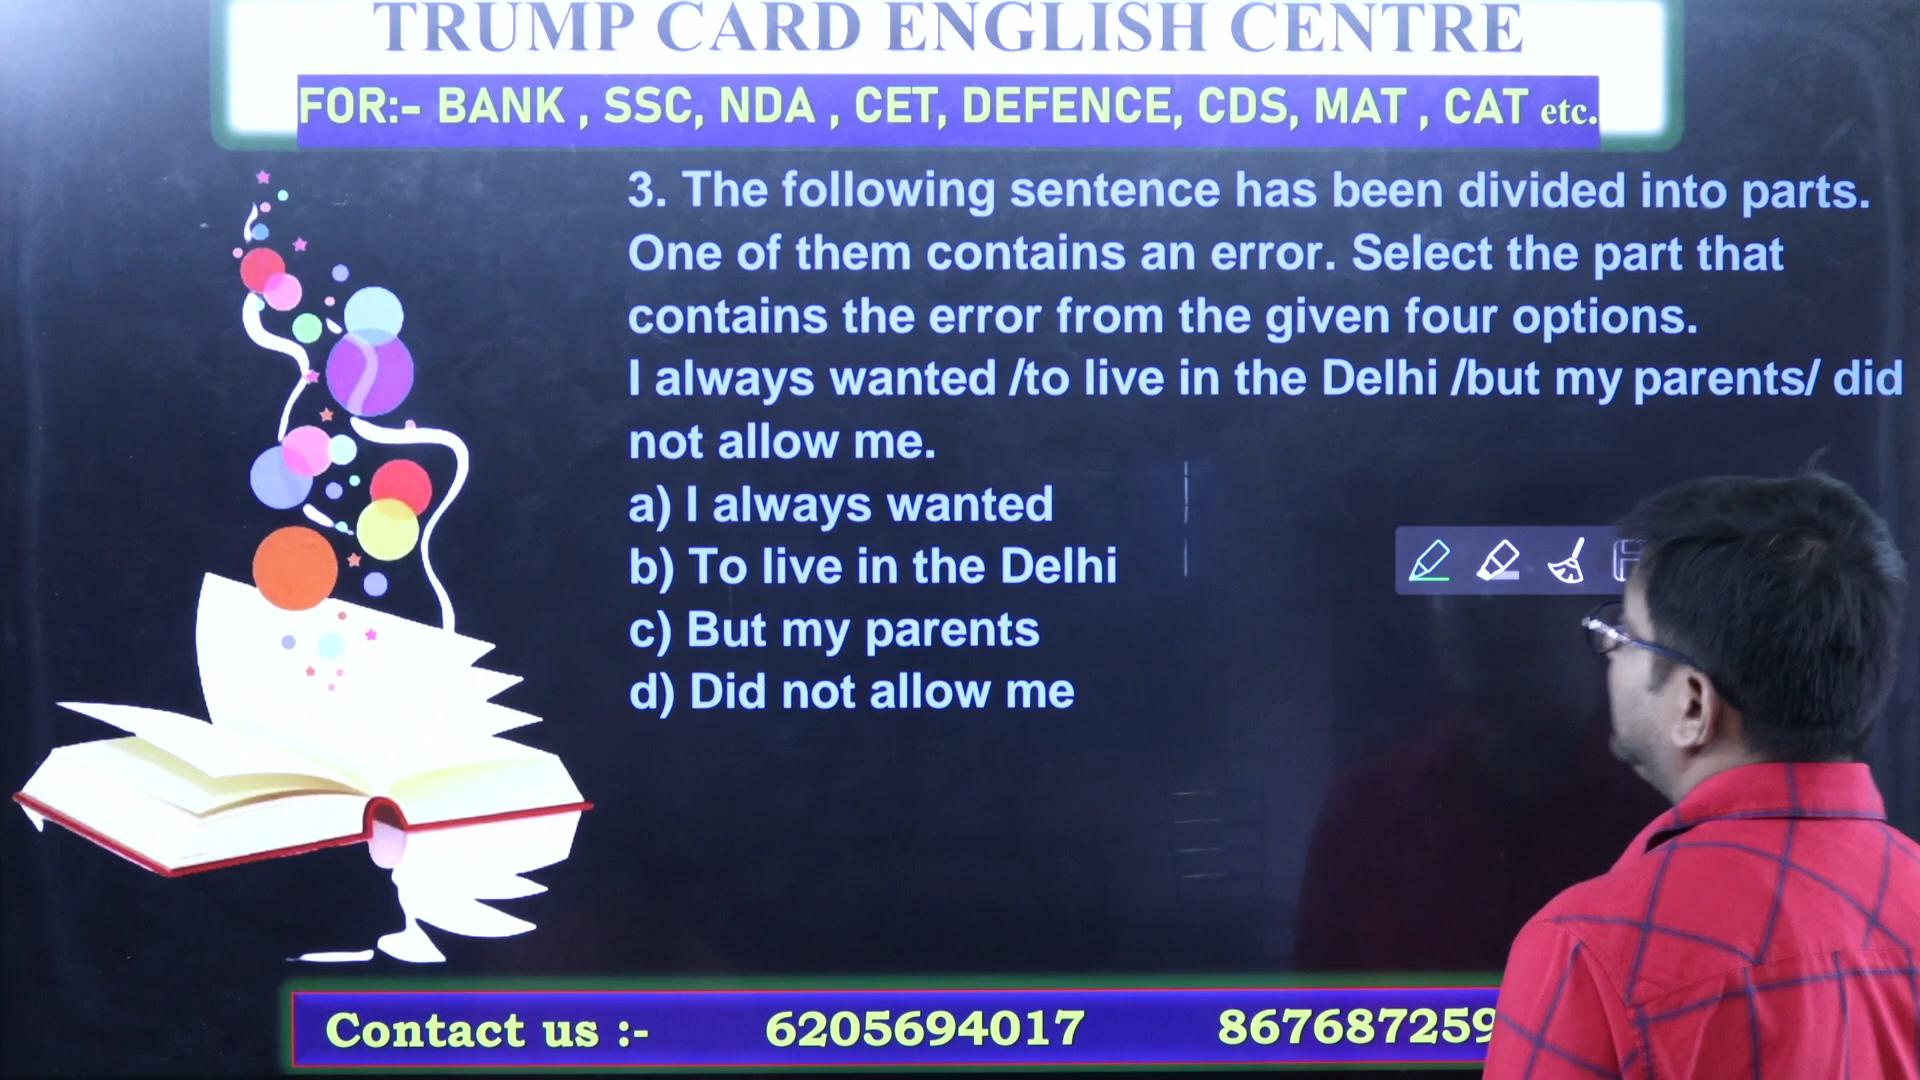 TRUMP CARD ENGLISH CENTRE
FOR:- BANK , SSC, NDA , CET, DEFENCE, CDS, MAT , CAT etc.
3. The following sentence has been divided into parts.
One of them contains an error. Select the part that
contains the error from the given four options.
I always wanted /to live in the Delhi /but my parents/ did
not allow me.
a) I always wanted
b) To live in the Delhi
c) But my parents
d) Did not allow me
Contact us :- 6205694017 867687259